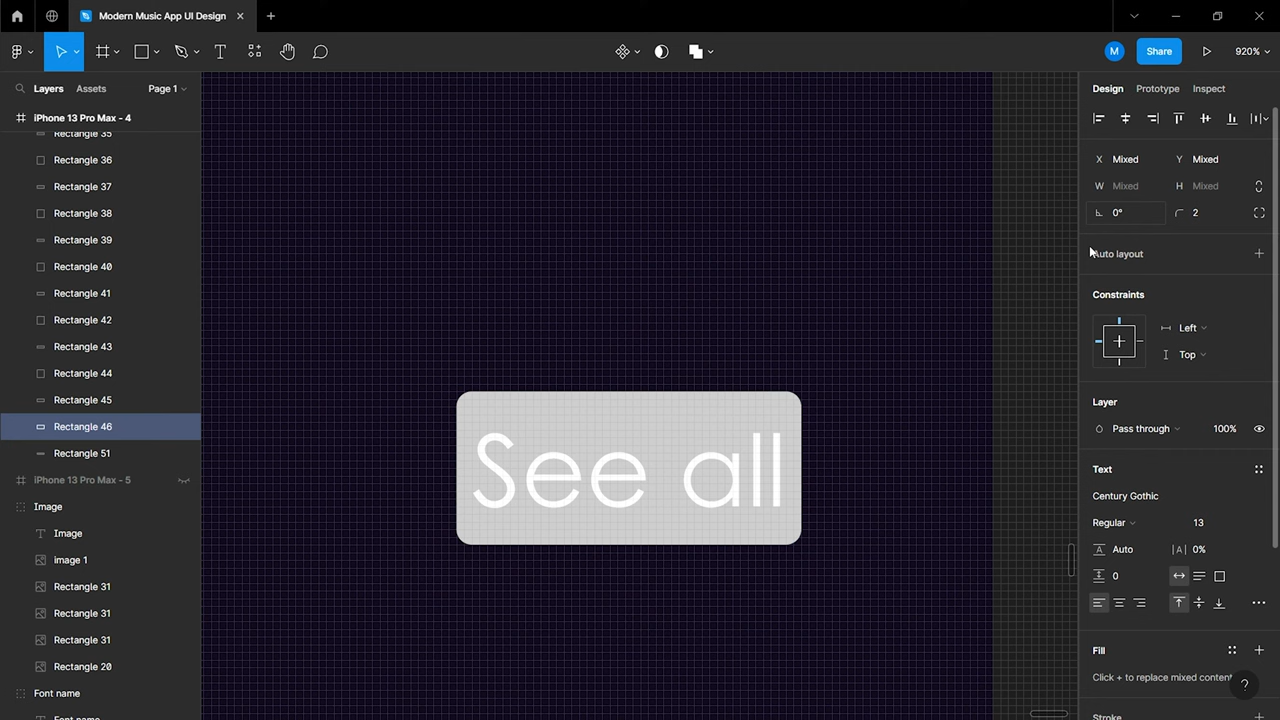 Modern Music App UI Design
Share
920%
Layers
Assets
Page 1
iPhone 13 Pro Max - 4
Rectangle 35
Rectangle 36
Rectangle 37
Rectangle 38
Rectangle 39
Rectangle 40
Rectangle 41
Rectangle 42
Rectangle 43
Rectangle 44
Rectangle 45
Rectangle 46
Rectangle 51
iPhone 13 Pro Max - 5
Image
Image
image 1
Rectangle 31
Rectangle 31
Rectangle 31
Rectangle 20
Font name
Font name
See all
M
Design
Prototype
Inspect
X Mixed
Y Mixed
W Mixed
H Mixed
0°
2
Auto layout
Constraints
Left
Top
Layer
Pass through
100%
Text
Century Gothic
Regular
13
A Auto
|A| 0%
0
Fill
Click + to replace mixed content
Stroke
?